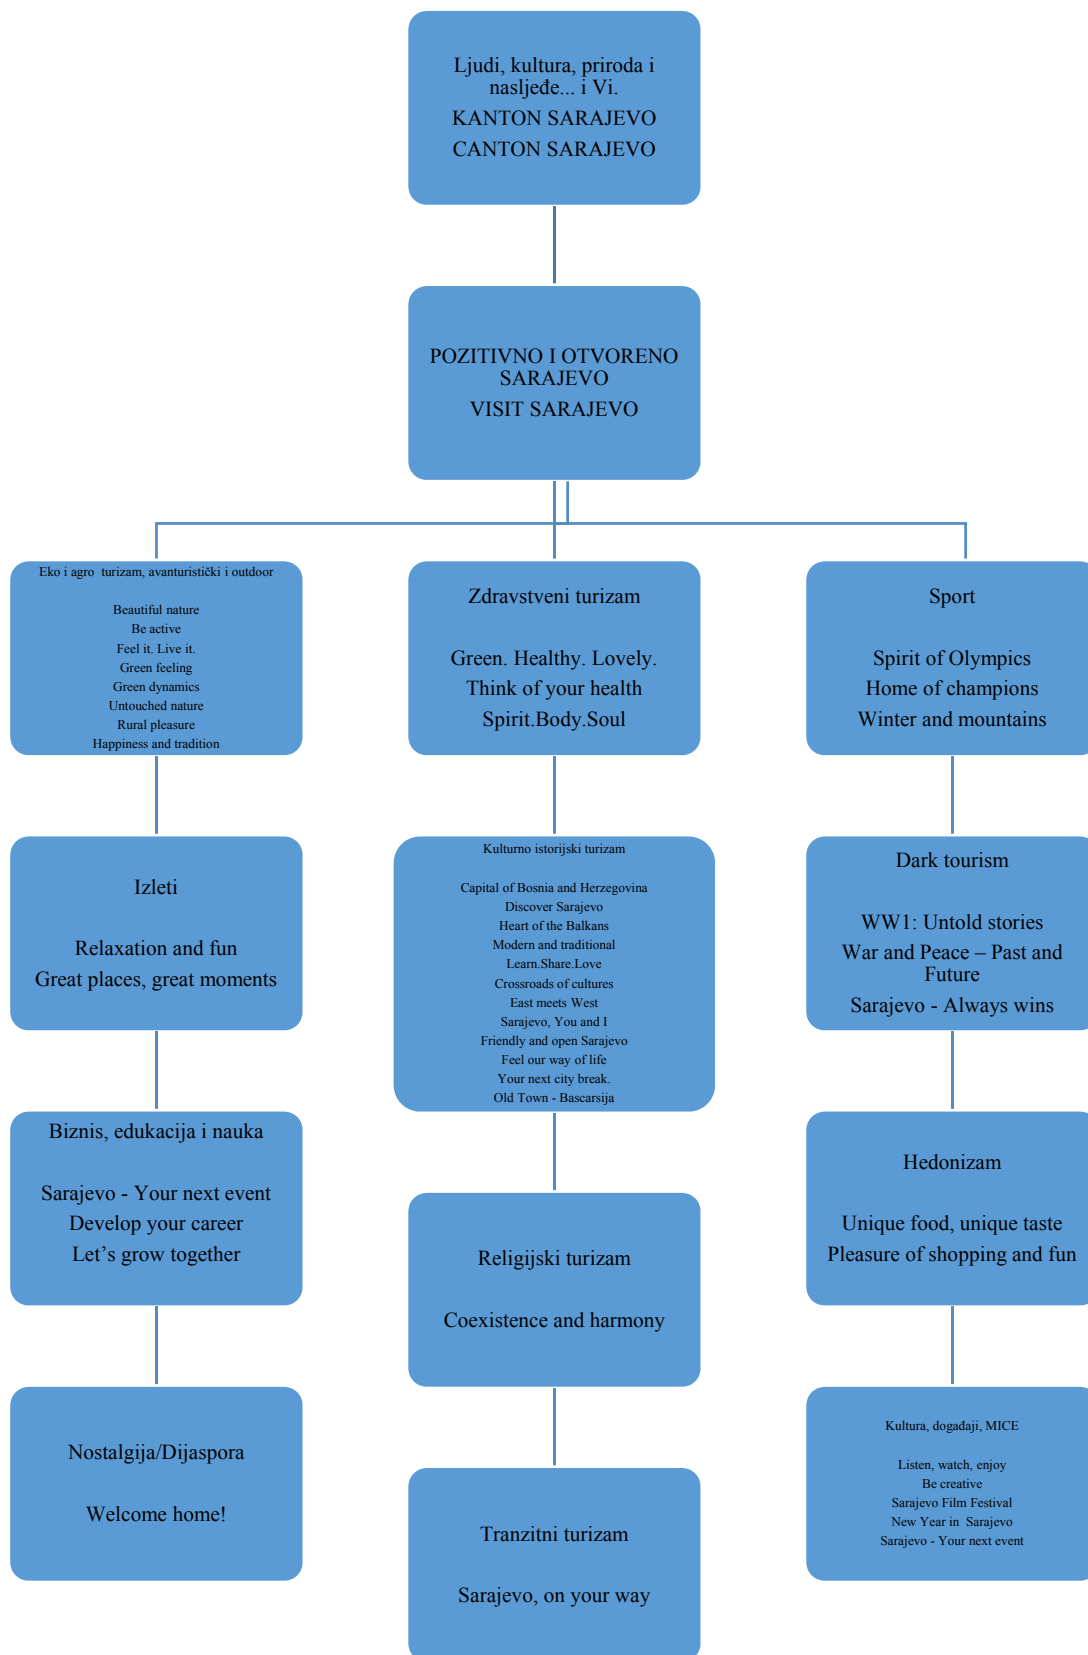 Ljudi, kultura, priroda i
nasljeđe... i Vi.
KANTON SARAJEVO
CANTON SARAJEVO
POZITIVNO I OTVORENO
SARAJEVO
VISIT SARAJEVO
Eko i agro  turizam, avanturistički i outdoor
Beautiful nature
Be active
Feel it. Live it.
Green feeling
Green dynamics
Untouched nature
Rural pleasure
Happiness and tradition
Zdravstveni turizam
Green. Healthy. Lovely.
Think of your health
Spirit.Body.Soul
Sport
Spirit of Olympics
Home of champions
Winter and mountains
Izleti
Relaxation and fun
Great places, great moments
Kulturno istorijski turizam
Capital of Bosnia and Herzegovina
Discover Sarajevo
Heart of the Balkans
Modern and traditional
Learn.Share.Love
Crossroads of cultures
East meets West
Sarajevo, You and I
Friendly and open Sarajevo
Feel our way of life
Your next city break.
Old Town - Bascarsija
Dark tourism
WW1: Untold stories
War and Peace – Past and
Future
Sarajevo - Always wins
Biznis, edukacija i nauka
Sarajevo - Your next event
Develop your career
Let’s grow together
Religijski turizam
Coexistence and harmony
Hedonizam
Unique food, unique taste
Pleasure of shopping and fun
Nostalgija/Dijaspora
Welcome home!
Tranzitni turizam
Sarajevo, on your way
Kultura, događaji, MICE
Listen, watch, enjoy
Be creative
Sarajevo Film Festival
New Year in  Sarajevo
Sarajevo - Your next event